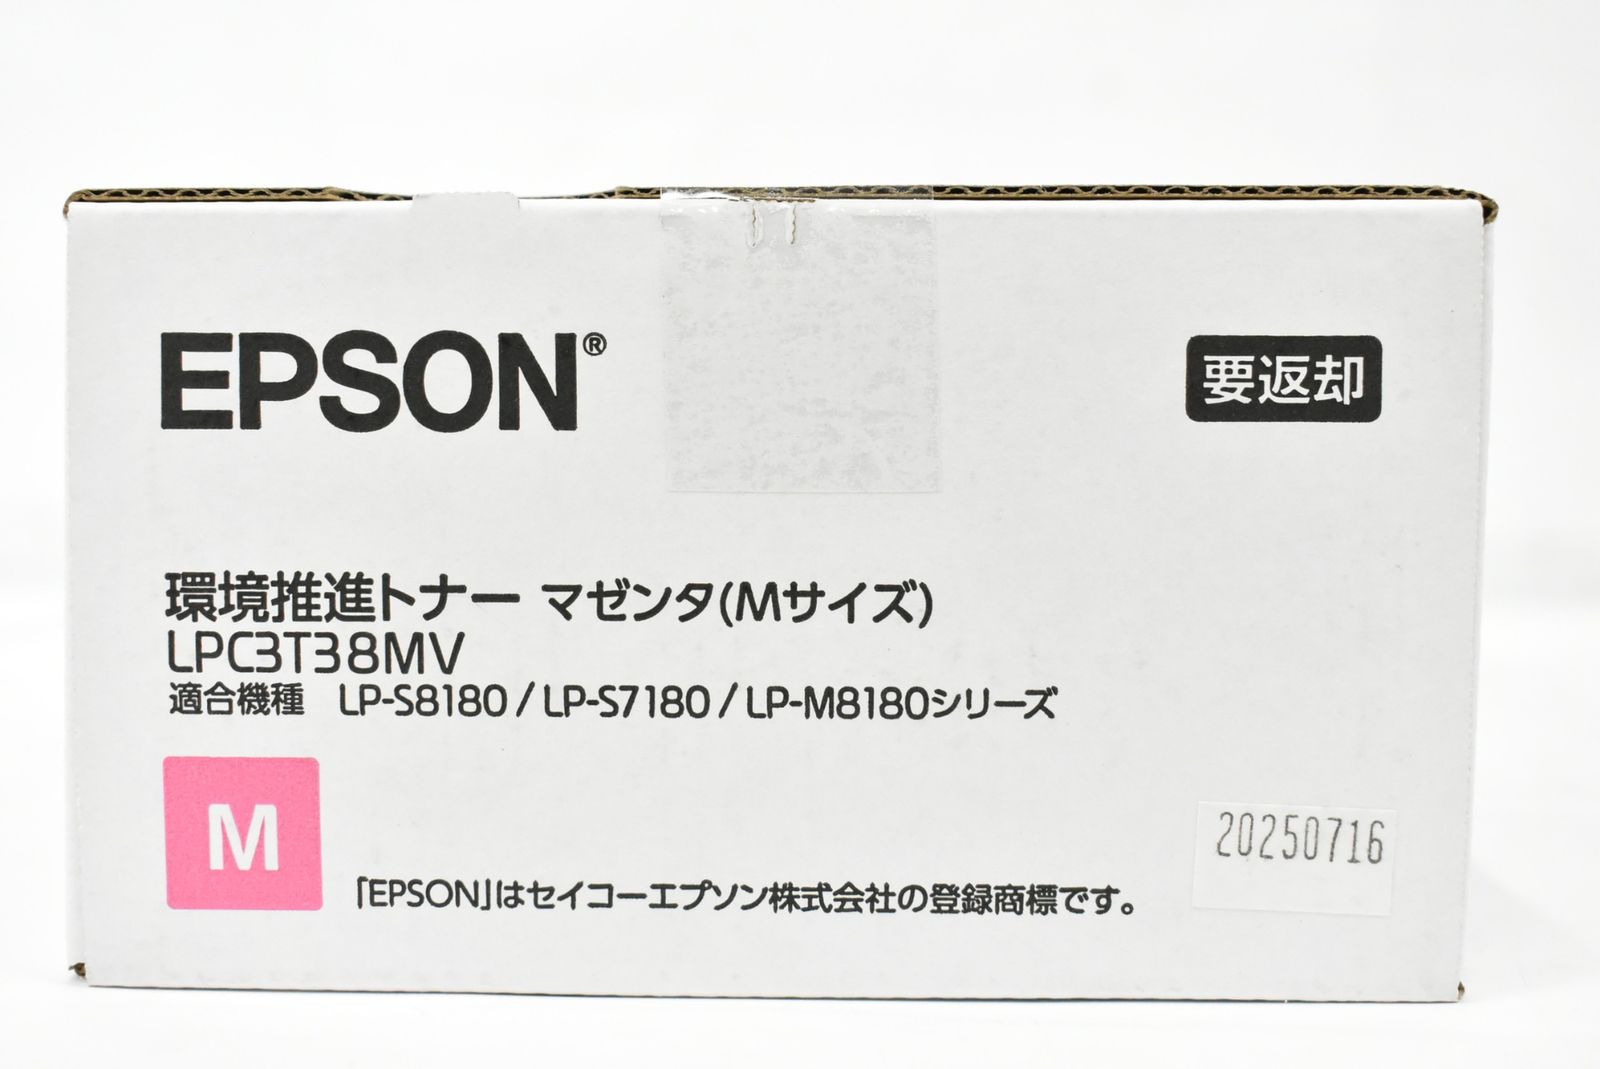 EPSON®
要返却
環境推進トナー マゼンタ(Mサイズ)
LPC3T38MV
適合機種 LP-S8180/LP-S7180/LP-M8180シリーズ
M
「EPSON」はセイコーエプソン株式会社の登録商標です。
20250716